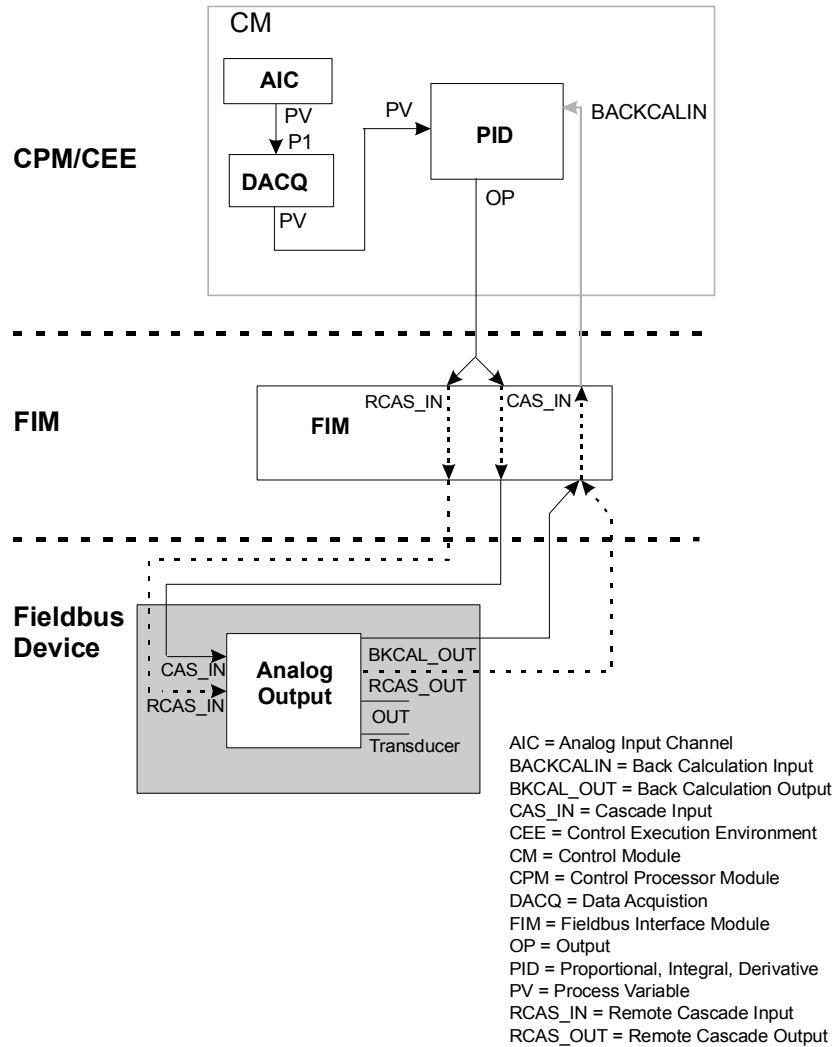 CM
AIC
PV
P1
DACQ
PV
PV
PID
OP
BACKCALIN
CPM/CEE
FIM
RCAS_IN
CAS_IN
FIM
Fieldbus
Device
CAS_IN
RCAS_IN
Analog
Output
BKCAL_OUT
RCAS_OUT
OUT
Transducer
AIC = Analog Input Channel
BACKCALIN = Back Calculation Input
BKCAL_OUT = Back Calculation Output
CAS_IN = Cascade Input
CEE = Control Execution Environment
CM = Control Module
CPM = Control Processor Module
DACQ = Data Acquistion
FIM = Fieldbus Interface Module
OP = Output
PID = Proportional, Integral, Derivative
PV = Process Variable
RCAS_IN = Remote Cascade Input
RCAS_OUT = Remote Cascade Output